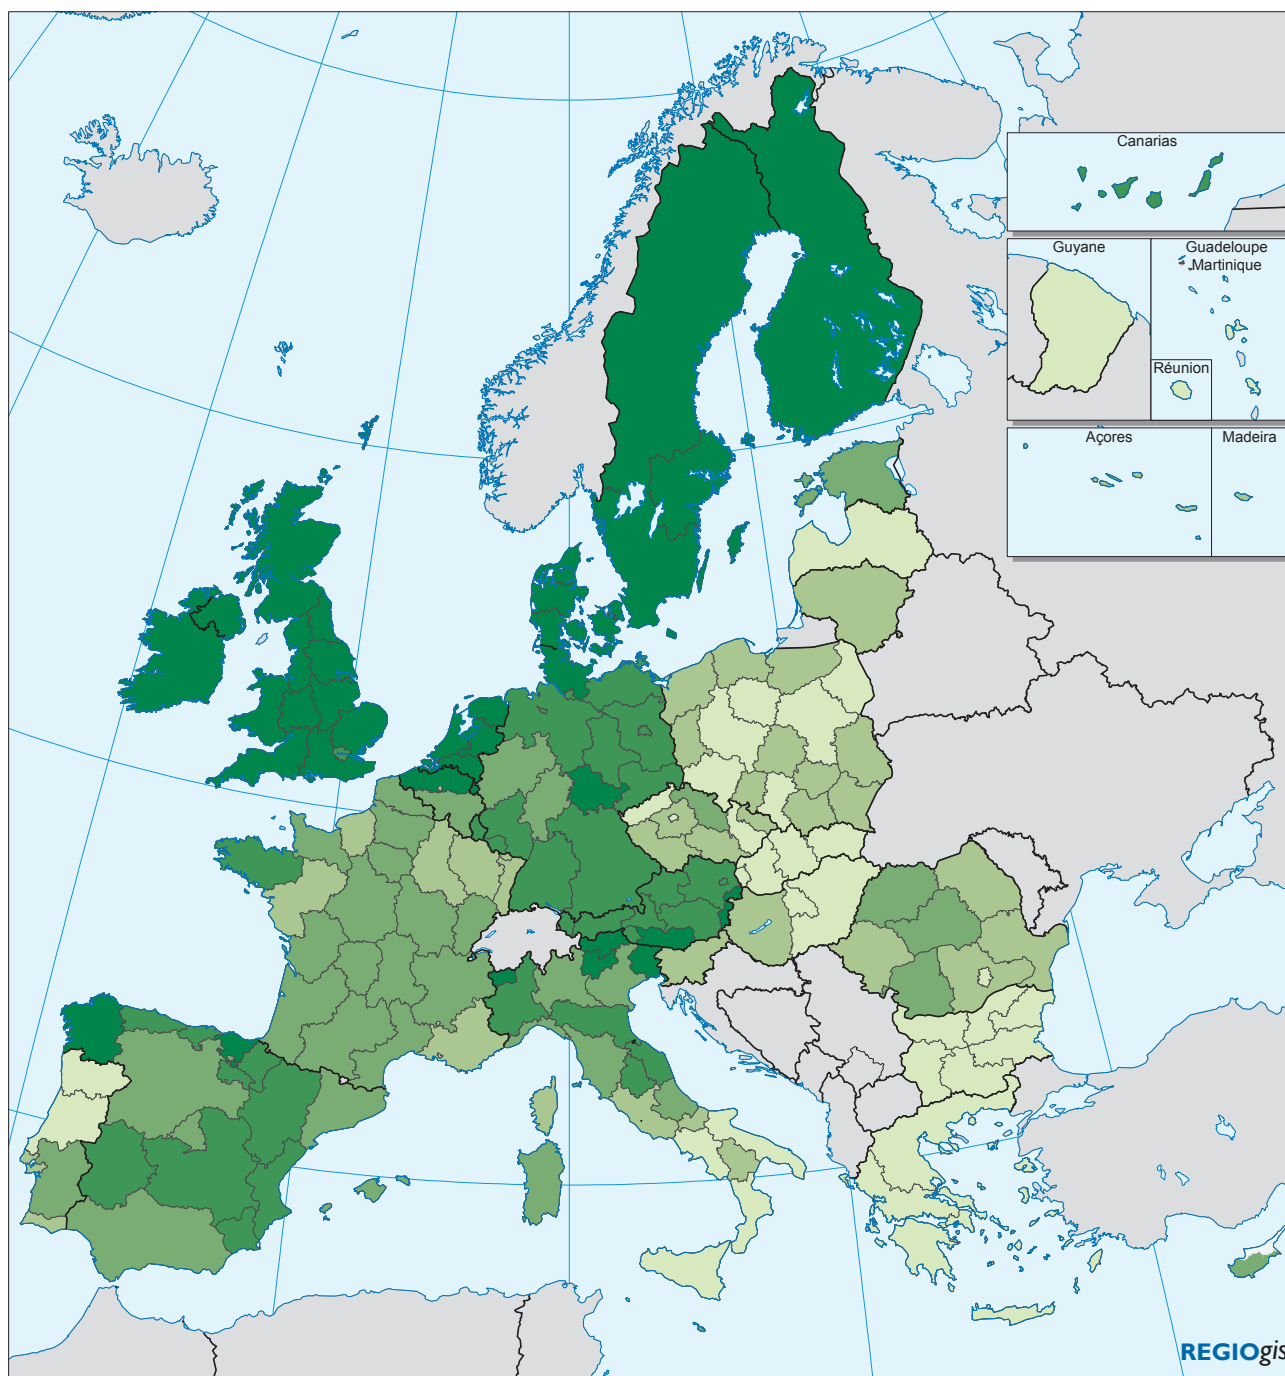 Canarias
Guyane
Guadeloupe
Martinique
Réunion
Açores
Madeira
REGIOgis